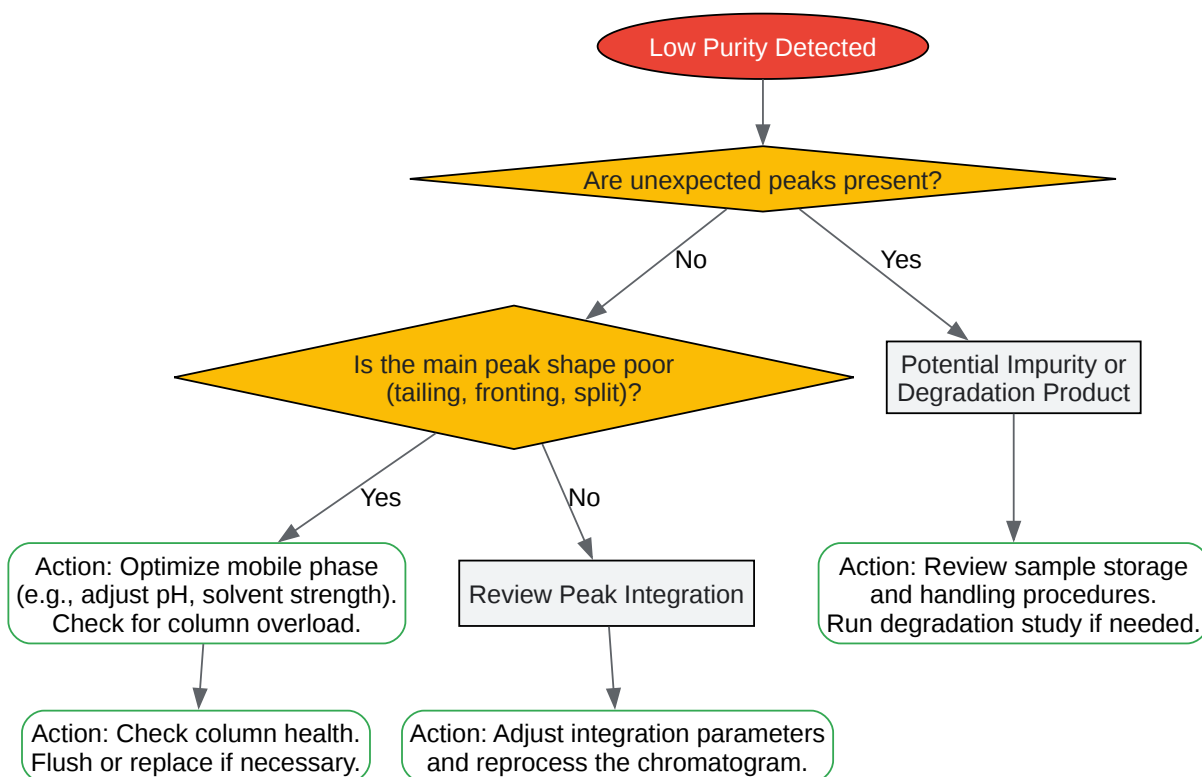 Low Purity Detected
Are unexpected peaks present?
No
Yes
Is the main peak shape poor
(tailing, fronting, split)?
Potential Impurity or
Degradation Product
Yes
No
Action: Optimize mobile phase
(e.g., adjust pH, solvent strength).
Check for column overload.
Review Peak Integration
Action: Review sample storage
and handling procedures.
Run degradation study if needed.
Action: Check column health.
Flush or replace if necessary.
Action: Adjust integration parameters
and reprocess the chromatogram.